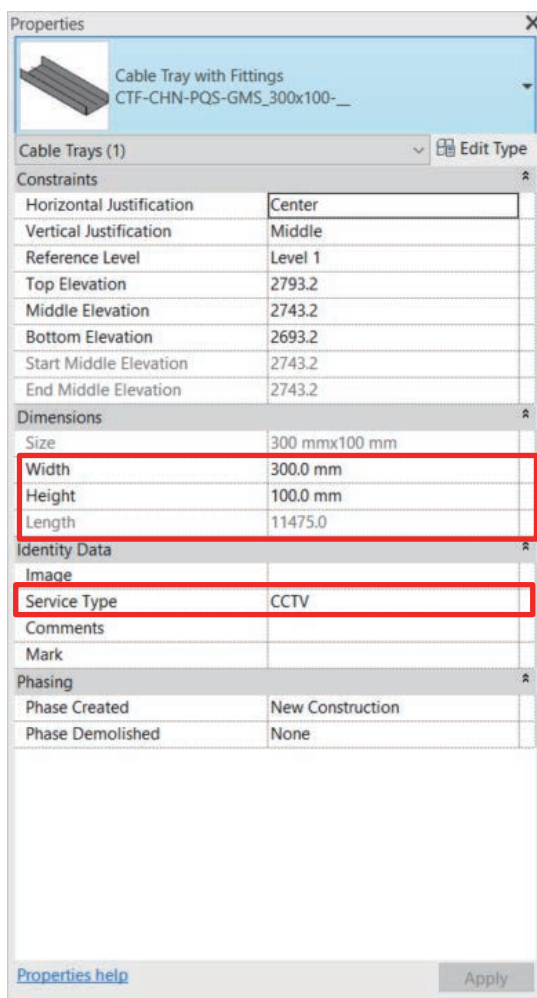 Properties
Cable Tray with Fittings
CTF-CHN-PQS-GMS_300x100-__
Cable Trays (1) Edit Type
Constraints
Horizontal Justification Center
Vertical Justification Middle
Reference Level Level 1
Top Elevation 2793.2
Middle Elevation 2743.2
Bottom Elevation 2693.2
Start Middle Elevation 2743.2
End Middle Elevation 2743.2
Dimensions
Size 300 mmx100 mm
Width 300.0 mm
Height 100.0 mm
Length 11475.0
Identity Data
Image
Service Type CCTV
Comments
Mark
Phasing
Phase Created New Construction
Phase Demolished None
Properties help Apply